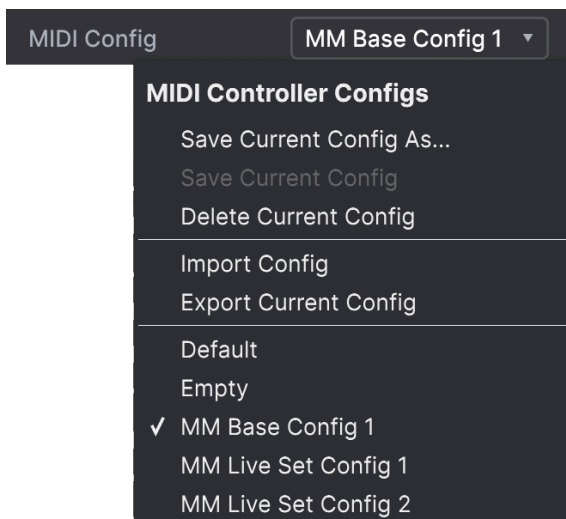 MIDI Config MM Base Config 1
MIDI Controller Configs
Save Current Config As...
Save Current Config
Delete Current Config
Import Config
Export Current Config
Default
Empty
✓ MM Base Config 1
MM Live Set Config 1
MM Live Set Config 2